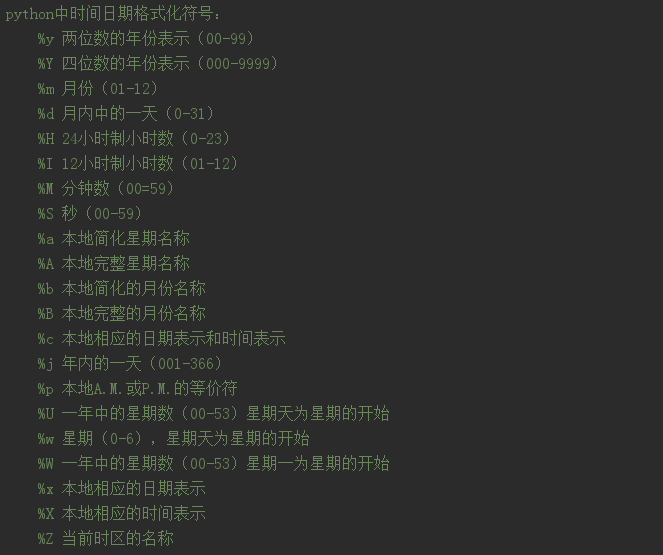 python中时间日期格式化符号：
%y 两位数的年份表示（00-99）
%Y 四位数的年份表示（000-9999）
%m 月份（01-12）
%d 月内中的一天（0-31）
%H 24小时制小时数（0-23）
%I 12小时制小时数（01-12）
%M 分钟数（00=59）
%S 秒（00-59）
%a 本地简化星期名称
%A 本地完整星期名称
%b 本地简化的月份名称
%B 本地完整的月份名称
%c 本地相应的日期表示和时间表示
%j 年内的一天（001-366）
%p 本地A.M.或P.M.的等价符
%U 一年中的星期数（00-53）星期天为星期的开始
%w 星期（0-6），星期天为星期的开始
%W 一年中的星期数（00-53）星期一为星期的开始
%x 本地相应的日期表示
%X 本地相应的时间表示
%Z 当前时区的名称